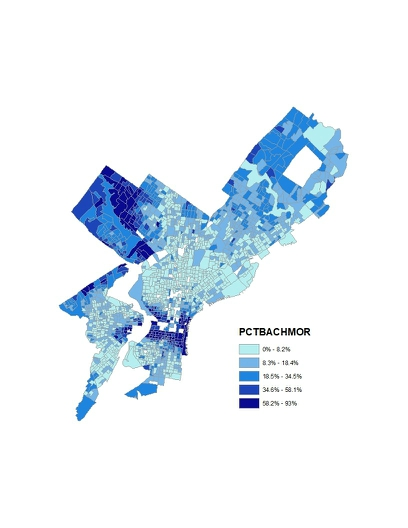 PCTBACHMOR
0% - 8.2%
8.3% - 18.4%
18.5% - 34.5%
34.6% - 58.1%
58.2% - 93%